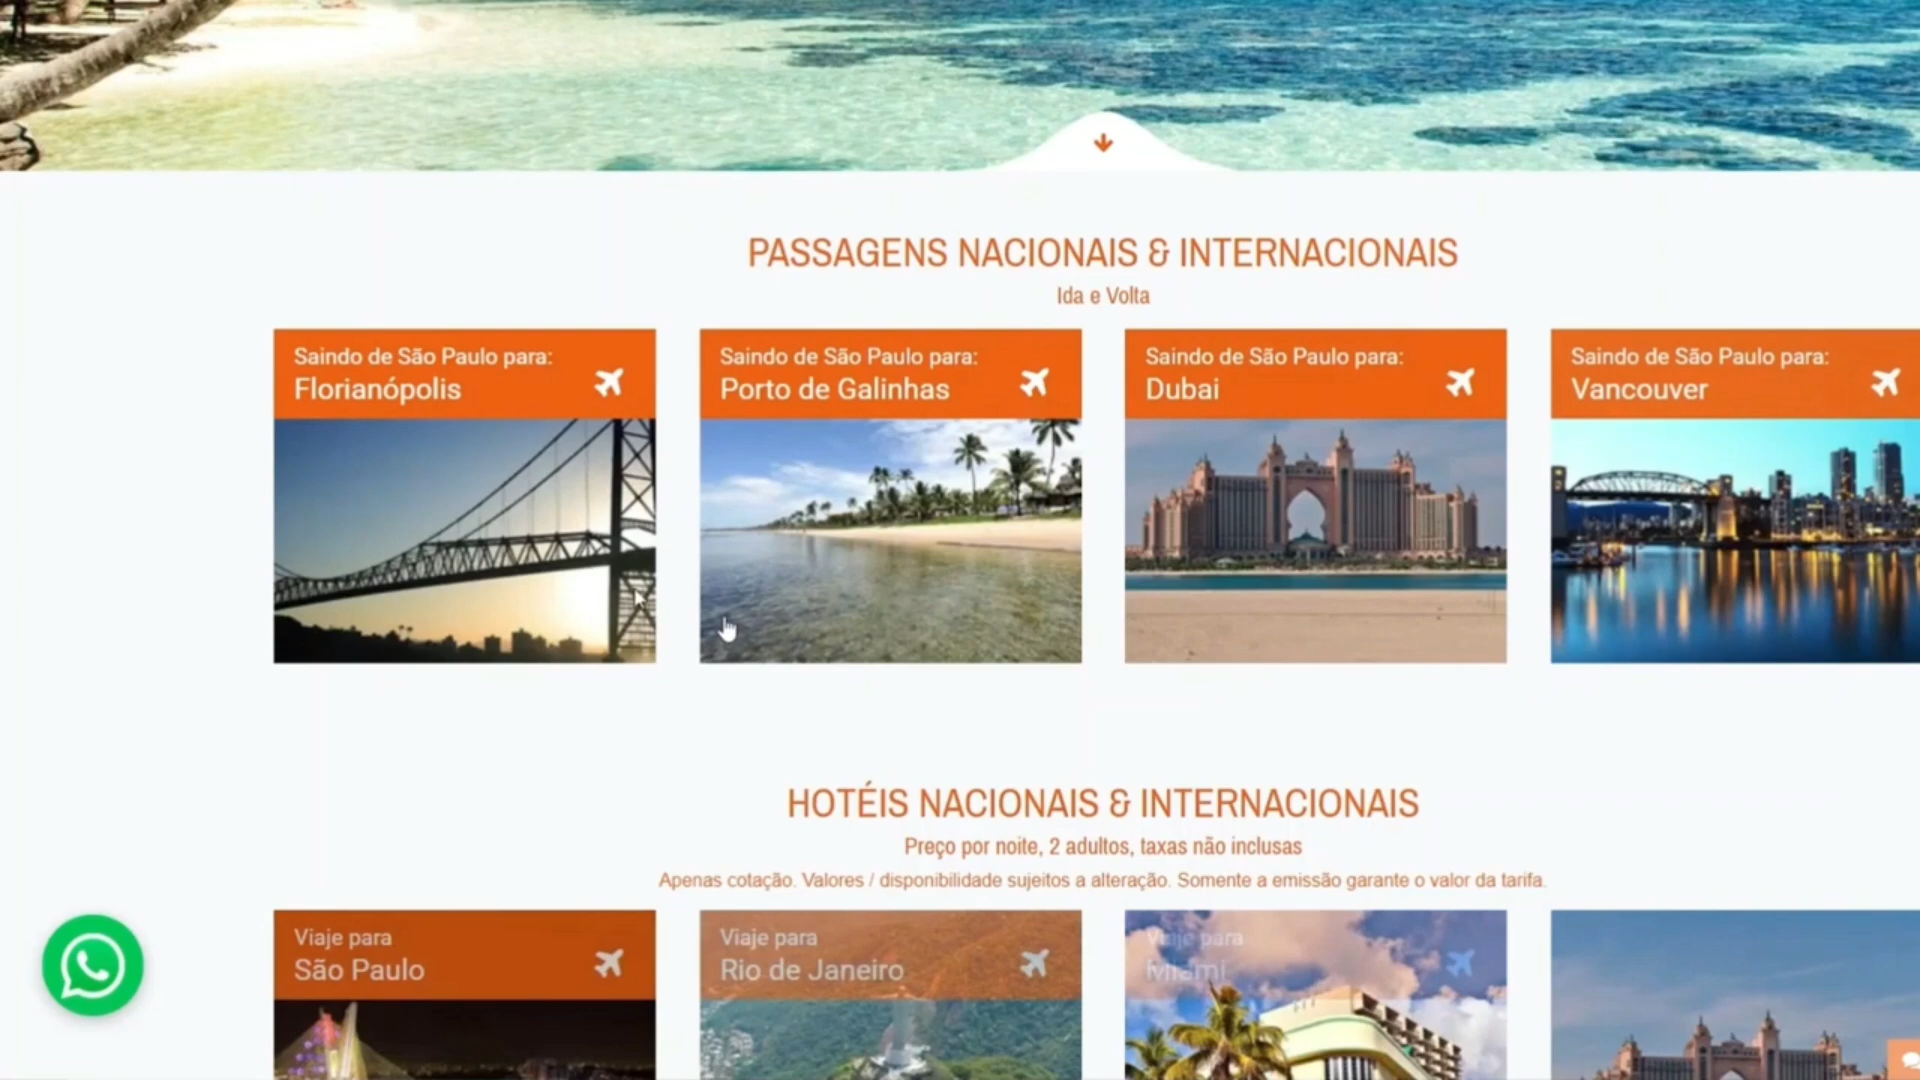 PASSAGENS NACIONAIS & INTERNACIONAIS
Ida e Volta
Saindo de São Paulo para:
Florianópolis
Saindo de São Paulo para:
Porto de Galinhas
Saindo de São Paulo para:
Dubai
Saindo de São Paulo para:
Vancouver
HOTÉIS NACIONAIS & INTERNACIONAIS
Preço por noite, 2 adultos, taxas não inclusas
Apenas cotação. Valores / disponibilidade sujeitos a alteração. Somente a emissão garante o valor da tarifa.
Viaje para
São Paulo
Viaje para
Rio de Janeiro
Viaje para
Miami